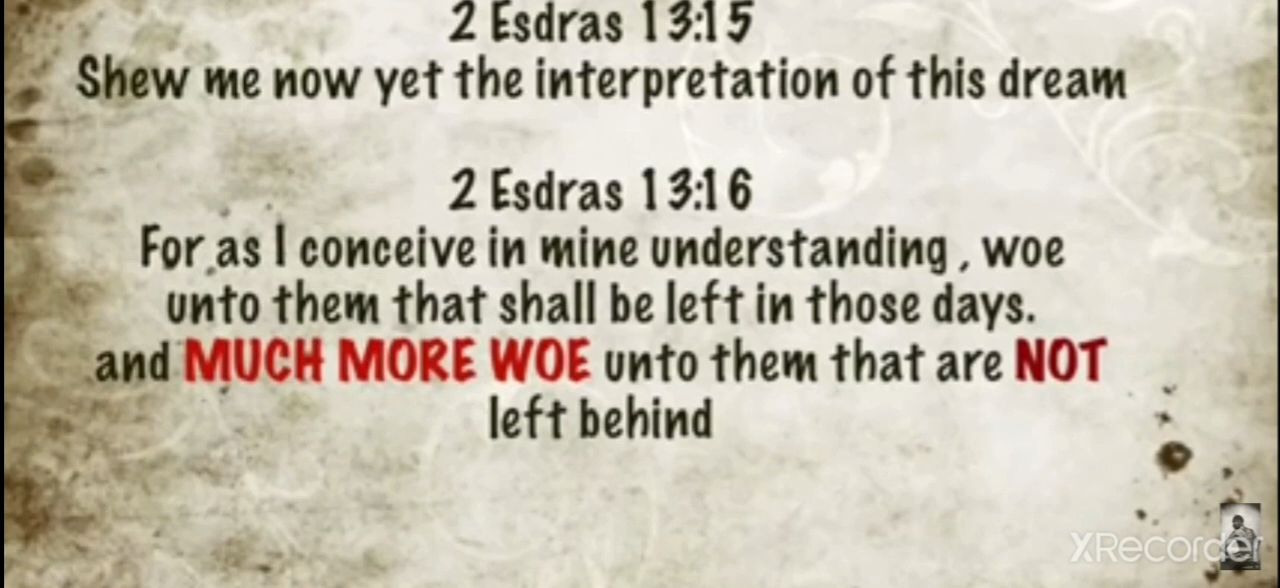 2 Esdras 13:15
Shew me now yet the interpretation of this dream
2 Esdras 13:16
For as I conceive in mine understanding , woe
unto them that shall be left in those days.
and MUCH MORE WOE unto them that are NOT
left behind
XRecorder